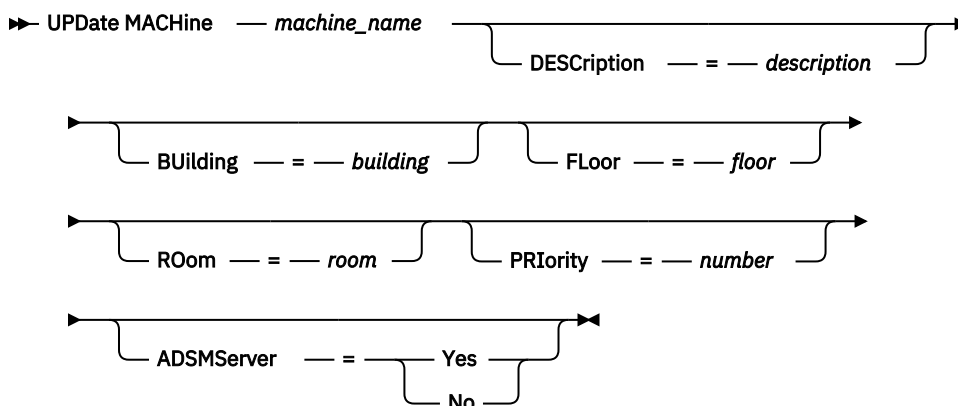 UPDate MACHine machine_name
DESCription = description
BUilding = building FLoor = floor
ROom = room PRIority = number
ADSMServer = Yes
No